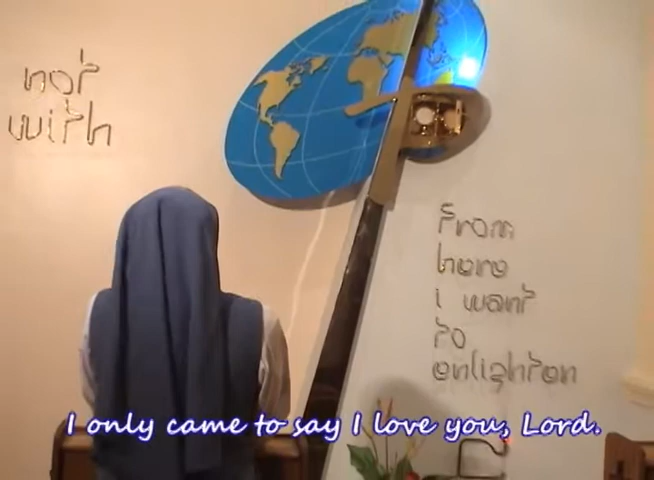 not
with
From
here
i want
to
enlighten
I only came to say I love you, Lord.